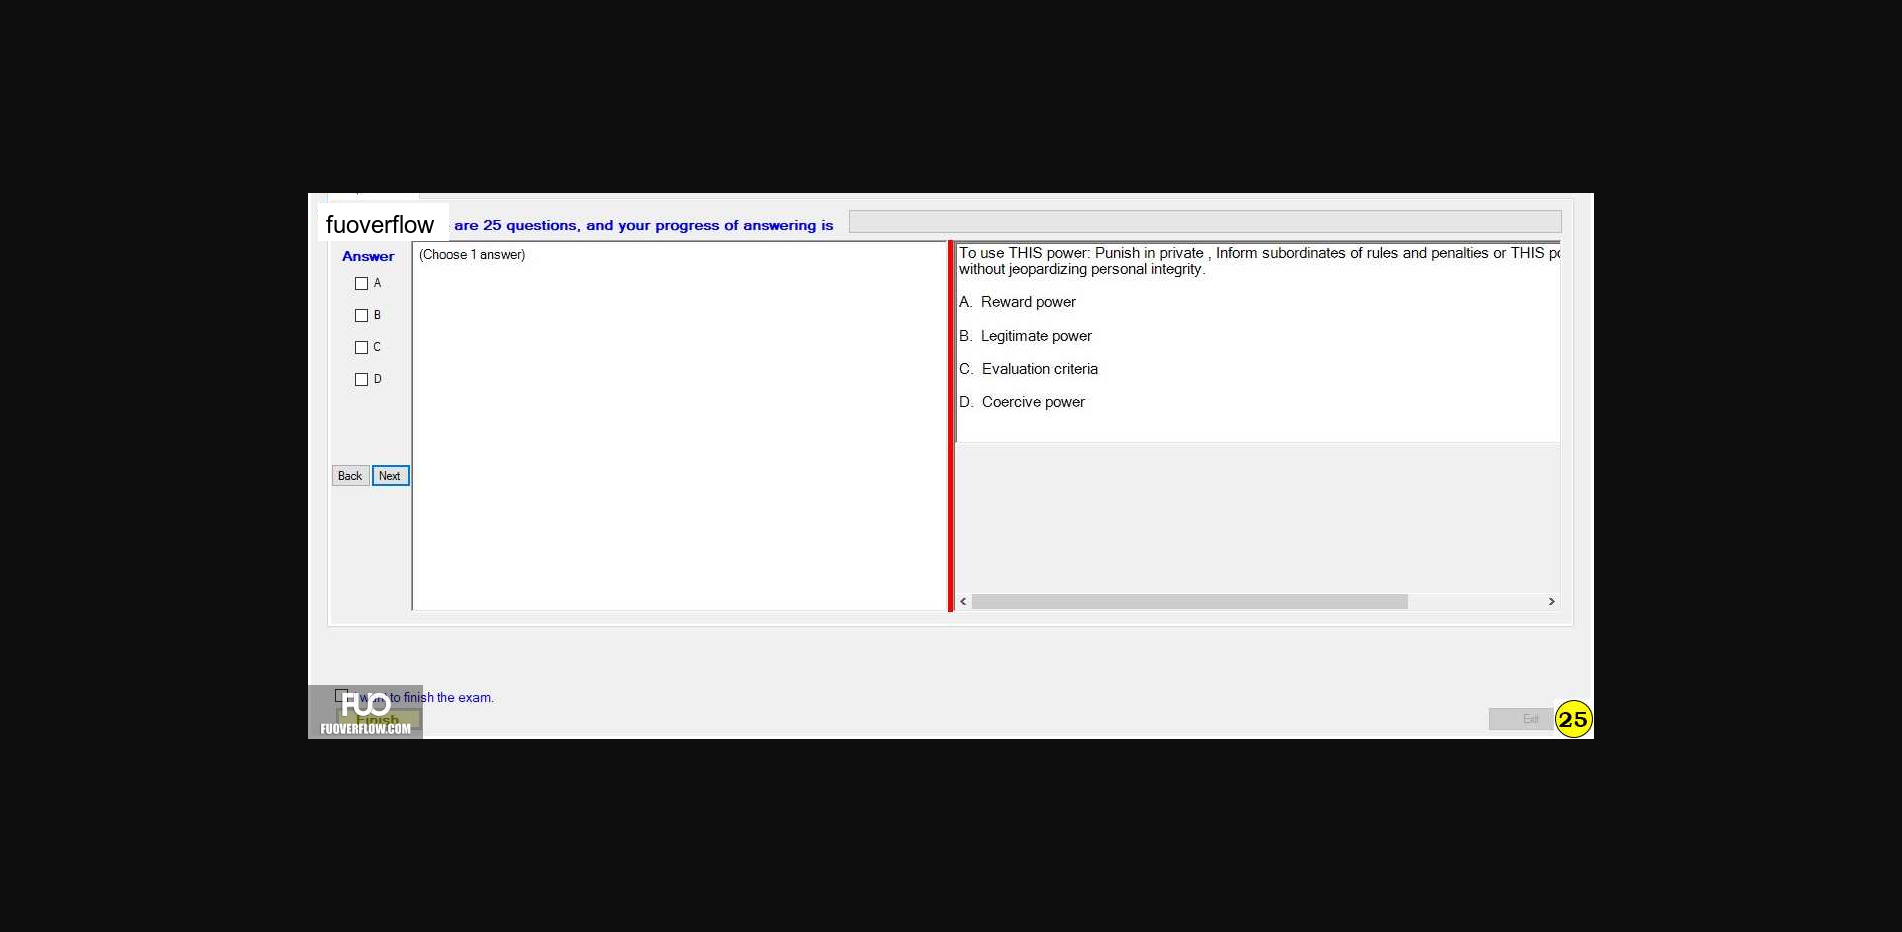 fuoverflow are 25 questions, and your progress of answering is
Answer
(Choose 1 answer)
A
B
C
D
Back Next
To use THIS power: Punish in private , Inform subordinates of rules and penalties or THIS
without jeopardizing personal integrity.
A. Reward power
B. Legitimate power
C. Evaluation criteria
D. Coercive power
want to finish the exam.
FUO
Finish
FUOVERFLOW.COM
Exit
25